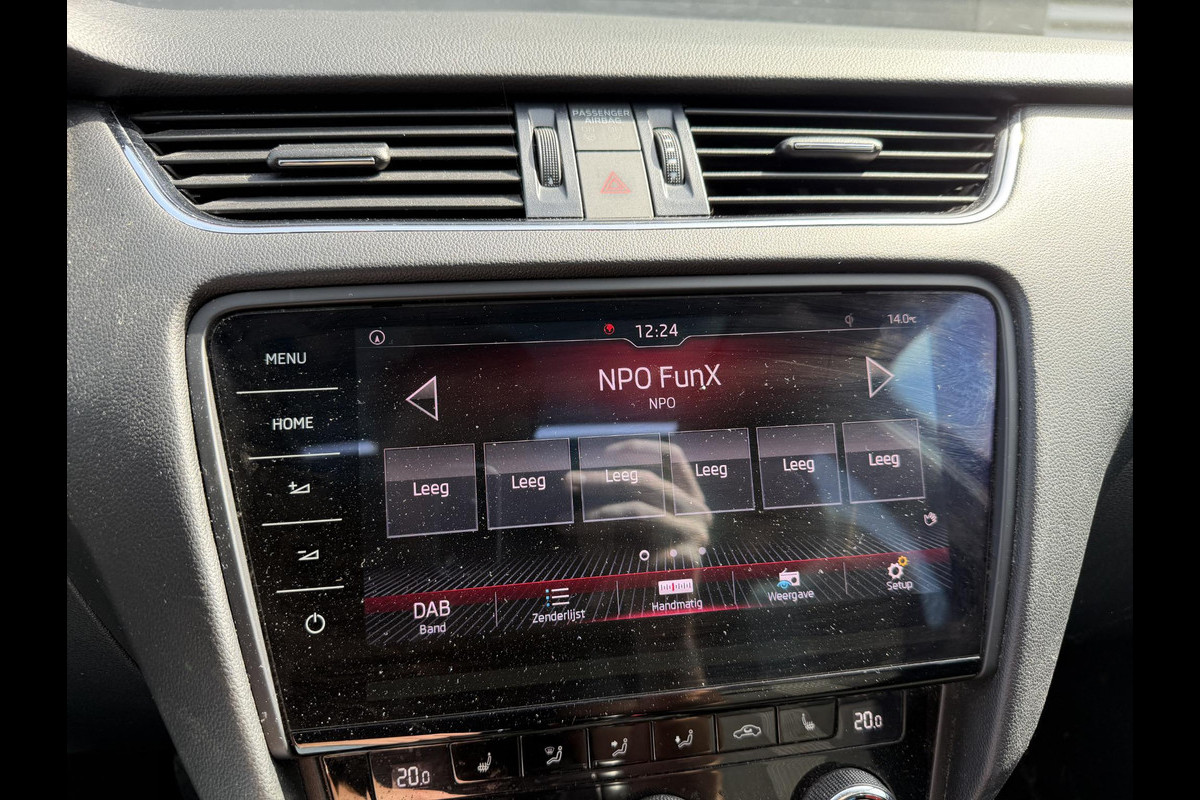 PASSENGER
AIRBAG
12:24
14.0°C
MENU
NPO FunX
NPO
HOME
Leeg
Leeg
Leeg
Leeg
Leeg
Leeg
DAB
Band
Zenderlijst
Handmatig
Weergave
Setup
20.0
20.0